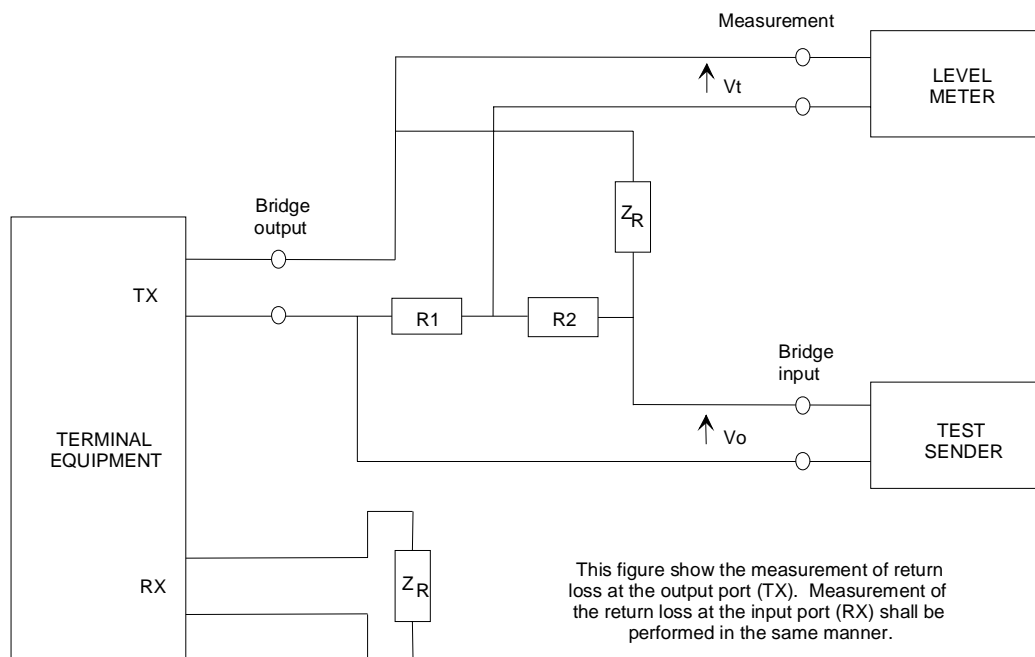 Measurement
LEVEL
METER
Vt
Bridge
output
ZR
TX
R1
R2
Bridge
input
TERMINAL
EQUIPMENT
Vo
TEST
SENDER
RX
ZR
This figure show the measurement of return
loss at the output port (TX). Measurement of
the return loss at the input port (RX) shall be
performed in the same manner.